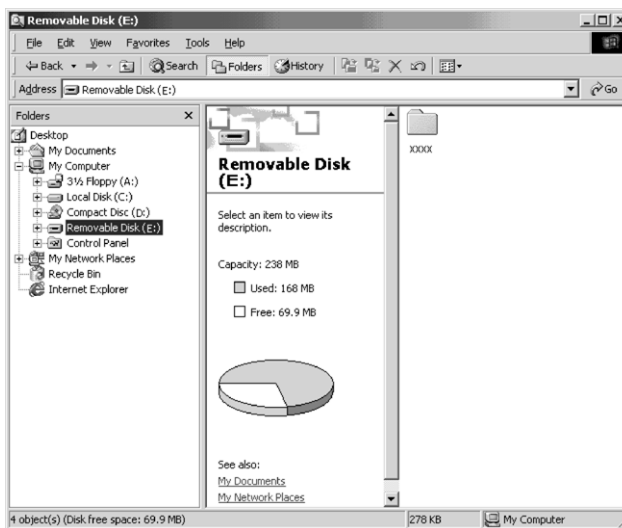 Removable Disk (E:)
File Edit View Favorites Tools Help
Back Search Folders History
Address Removable Disk (E:) Go
Folders
Desktop
My Documents
My Computer
3½ Floppy (A:)
Local Disk (C:)
Compact Disc (D:)
Removable Disk (E:)
Control Panel
My Network Places
Recycle Bin
Internet Explorer
Removable Disk
(E:)
Select an item to view its
description.
Capacity: 238 MB
Used: 168 MB
Free: 69.9 MB
See also:
My Documents
My Network Places
xxxx
4 object(s) (Disk free space: 69.9 MB) 278 KB My Computer